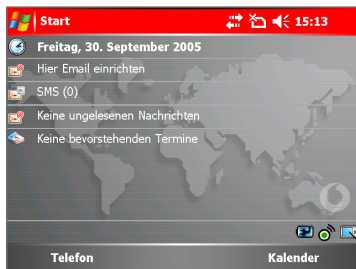 Start 15:13
Freitag, 30. September 2005
Hier Email einrichten
SMS (0)
Keine ungelesenen Nachrichten
Keine bevorstehenden Termine
Telefon Kalender